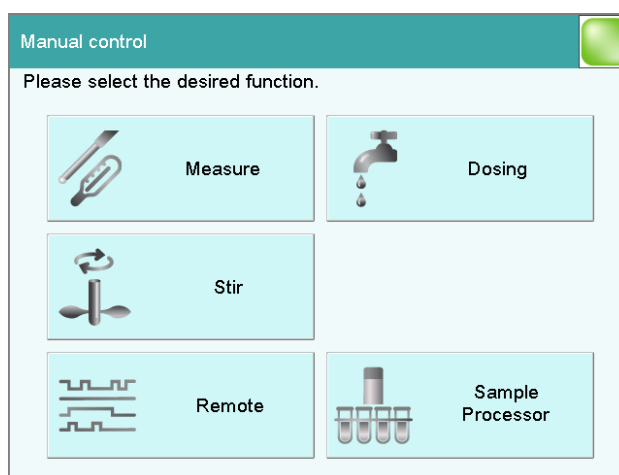 Manual control
Please select the desired function.
Measure
Dosing
Stir
Remote
Sample
Processor